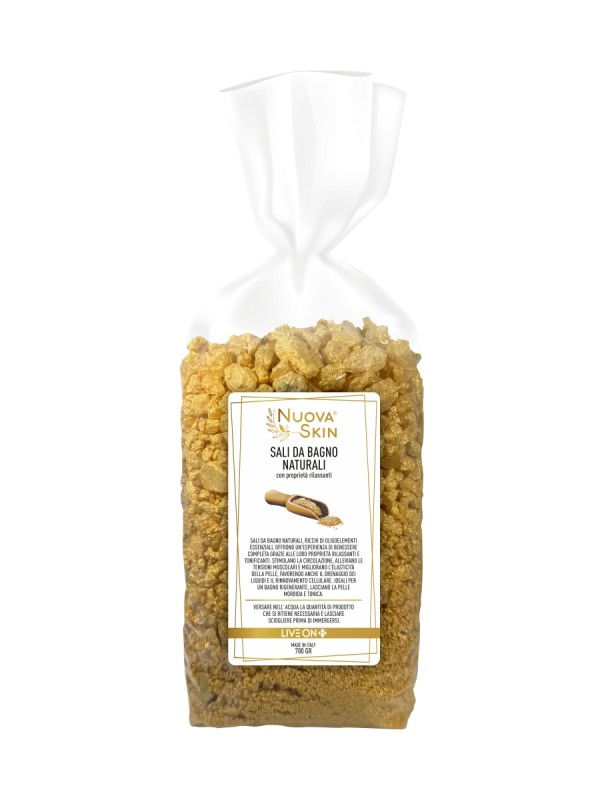 NUOVA®
SKIN
SALI DA BAGNO
NATURALI
con proprietà rilassanti
SALI DA BAGNO NATURALI, RICCHI DI OLIGOELEMENTI
ESSENZIALI, OFFRONO UN'ESPERIENZA DI BENESSERE
COMPLETA GRAZIE ALLE LORO PROPRIETÀ RILASSANTI E
TONIFICANTI. STIMOLANO LA CIRCOLAZIONE, ALLEVIANO LE
TENSIONI MUSCOLARI E MIGLIORANO L'ELASTICITÀ
DELLA PELLE, FAVORENDO ANCHE IL DRENAGGIO DEI
LIQUIDI E IL RINNOVAMENTO CELLULARE. IDEALI PER
UN BAGNO RIGENERANTE, LASCIANO LA PELLE
MORBIDA E TONICA.
VERSARE NELL' ACQUA LA QUANTITÀ DI PRODOTTO
CHE SI RITIENE NECESSARIA E LASCIARE
SCIOGLIERE PRIMA DI IMMERGERSI.
LIVE ON
MADE IN ITALY
700 GR